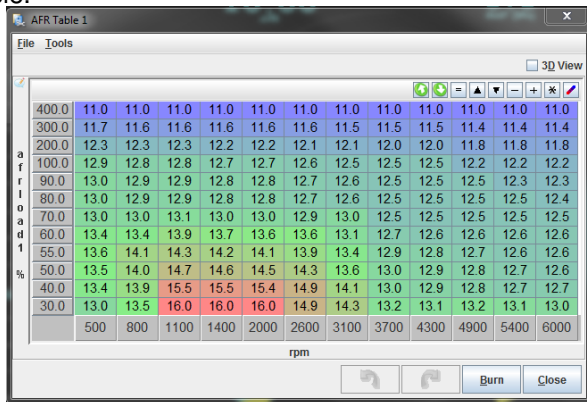 AFR Table 1
File Tools
3D View
= − + *
400.0 11.0 11.0 11.0 11.0 11.0 11.0 11.0 11.0 11.0 11.0 11.0 11.0
300.0 11.7 11.6 11.6 11.6 11.6 11.6 11.5 11.5 11.5 11.4 11.4 11.4
200.0 12.3 12.3 12.3 12.2 12.2 12.1 12.1 12.0 12.0 11.8 11.8 11.8
100.0 12.9 12.8 12.8 12.7 12.7 12.6 12.5 12.5 12.5 12.2 12.2 12.2
90.0 13.0 12.9 12.9 12.8 12.8 12.7 12.6 12.5 12.5 12.5 12.3 12.3
80.0 13.0 12.9 12.9 12.8 12.8 12.7 12.6 12.5 12.5 12.5 12.5 12.4
70.0 13.0 13.0 13.1 13.0 13.0 12.9 13.0 12.5 12.5 12.5 12.5 12.5
60.0 13.4 13.4 13.9 13.7 13.6 13.6 13.1 12.7 12.6 12.6 12.6 12.6
55.0 13.6 14.1 14.3 14.2 14.1 13.9 13.4 12.9 12.8 12.7 12.6 12.6
50.0 13.5 14.0 14.7 14.6 14.5 14.3 13.6 13.0 12.9 12.8 12.7 12.6
40.0 13.4 13.9 15.5 15.5 15.4 14.9 14.1 13.0 12.9 12.8 12.7 12.7
30.0 13.0 13.5 16.0 16.0 16.0 14.9 14.3 13.2 13.1 13.2 13.1 13.0
500 800 1100 1400 2000 2600 3100 3700 4300 4900 5400 6000
afrload1 %
rpm
Burn Close